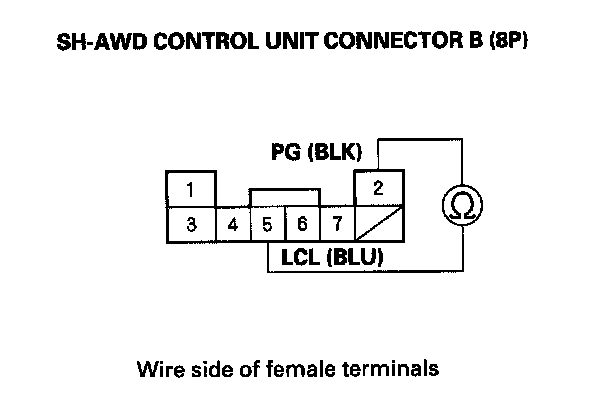 SH-AWD CONTROL UNIT CONNECTOR B (8P)
PG (BLK)
1 2
3 4 5 6 7
Ω
LCL (BLU)
Wire side of female terminals